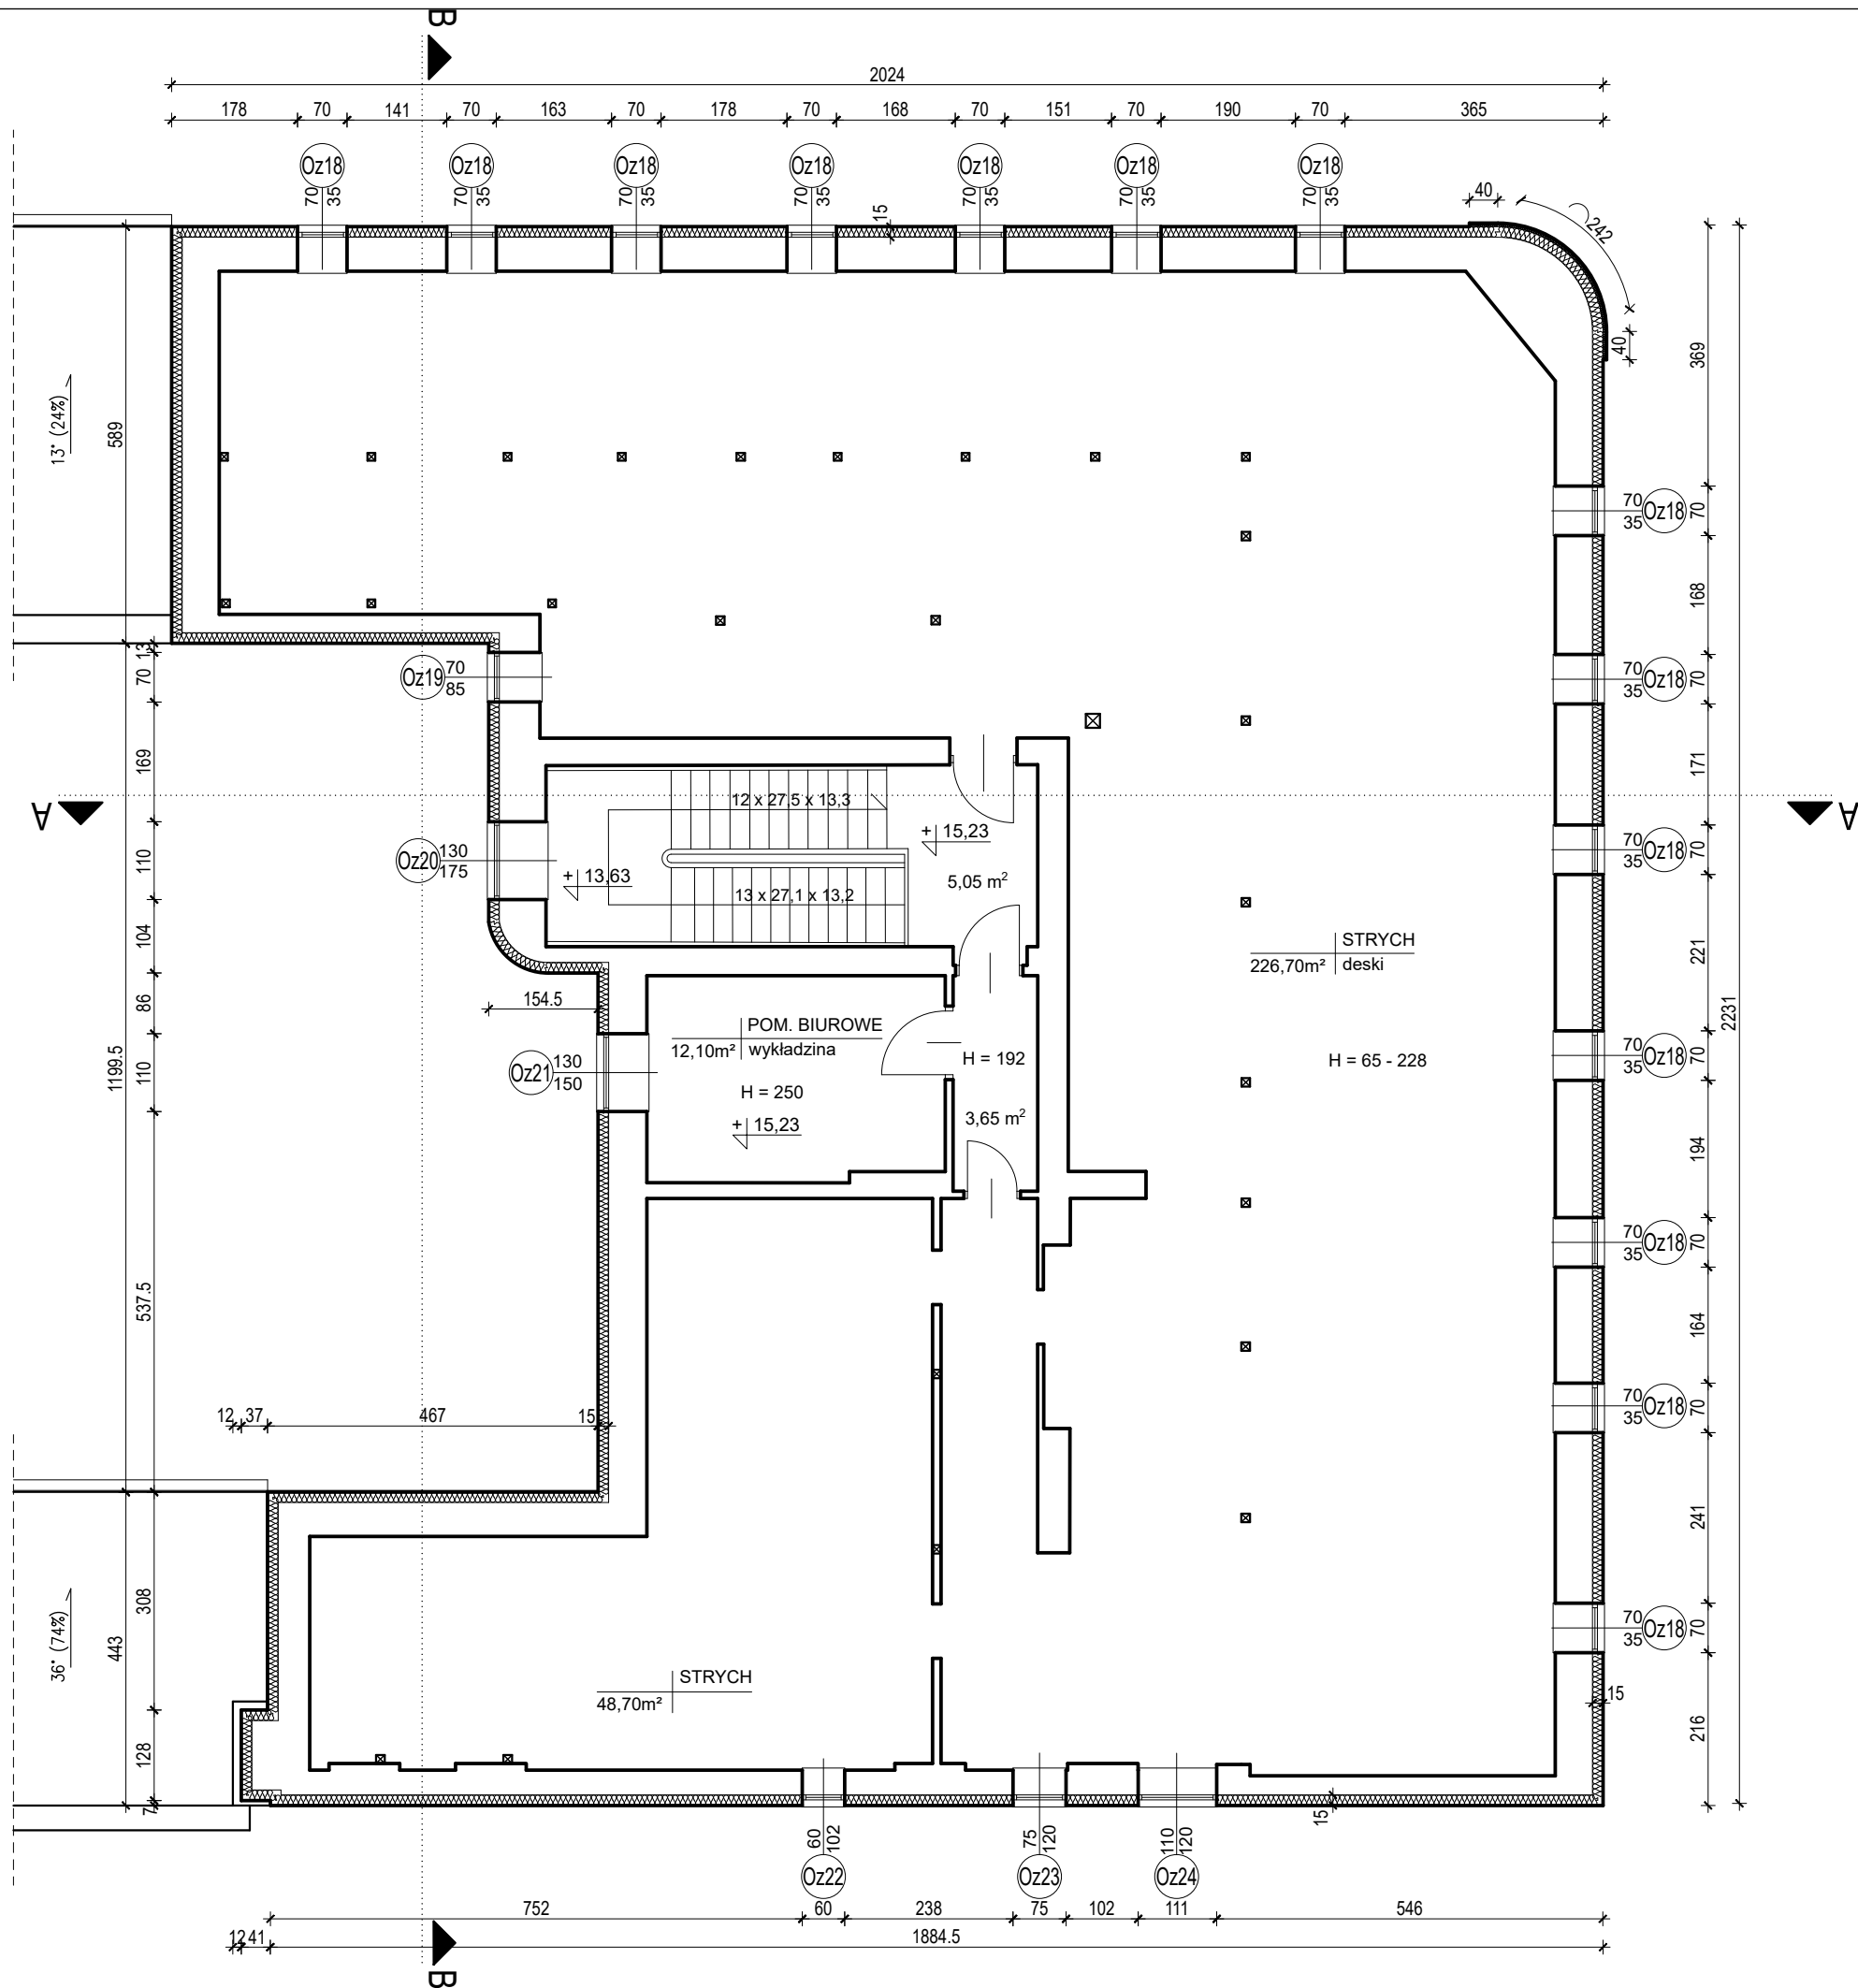 B
2024
178 70 141 70 163 70 178 70 168 70 151 70 190 70 365
Oz18 Oz18 Oz18 Oz18 Oz18 Oz18 Oz18
70 35 70 35 70 35 70 35 70 35 70 35 70 35
40
15
242
40
369
13° (24%)
589
70
35 Oz18 70
168
13
70
Oz19 70
85
70
35 Oz18 70
169
171
12 x 27,5 x 13,3
A
A
+ 15,23
110
Oz20 130
175
+ 13,63
5,05 m²
13 x 27,1 x 13,2
70
35 Oz18 70
104
STRYCH
226,70m² deski
221
86
154.5
2231
POM. BIUROWE
12,10m² wykładzina
H = 192
H = 65 - 228
1199.5
110
Oz21 130
150
H = 250
+ 15,23
3,65 m²
70
35 Oz18 70
194
70
35 Oz18 70
537.5
164
12 37 467 15
70
35 Oz18 70
241
308
36° (74%)
443
70
35 Oz18 70
STRYCH
48,70m²
15
216
128
7
15
60 102 75 120 110 120
Oz22 Oz23 Oz24
752 60 238 75 102 111 546
12 41 1884.5
B